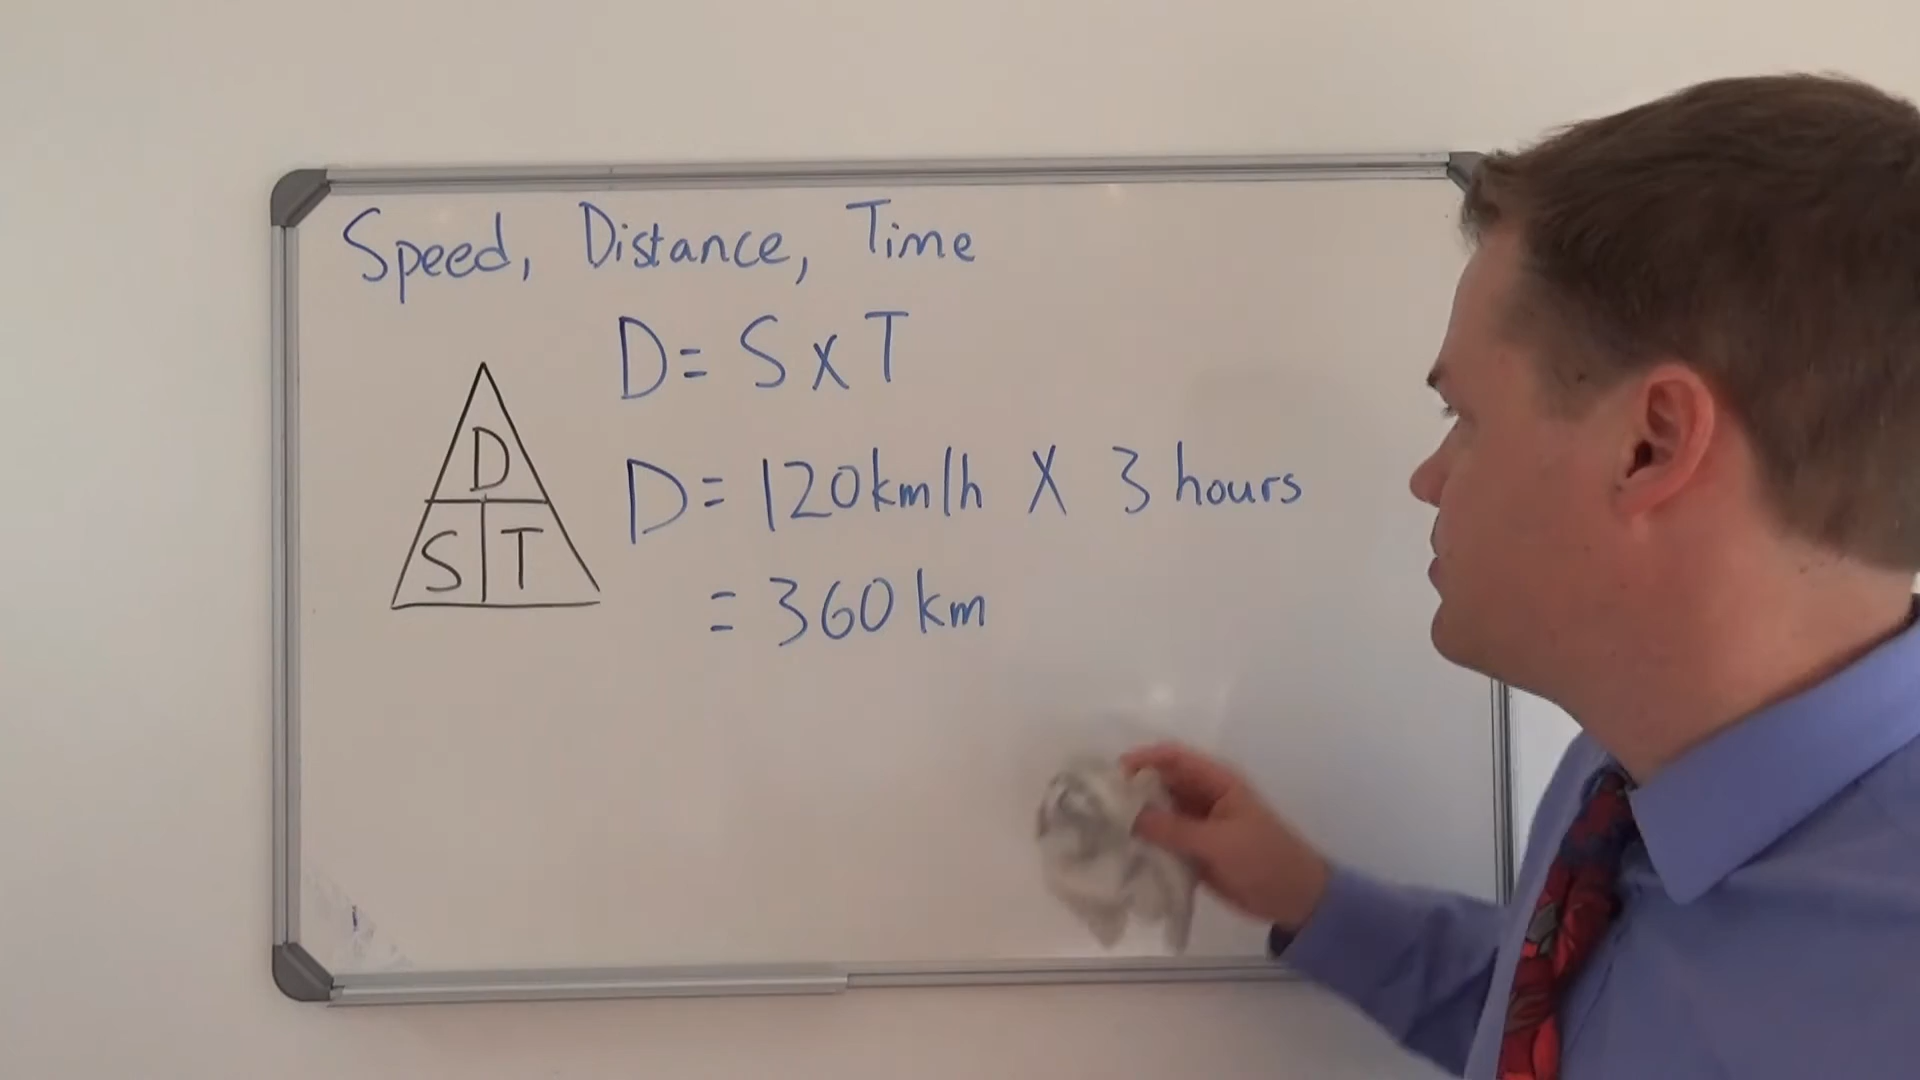 Speed, Distance, Time
D = S x T
D
S T
D = 120km/h X 3 hours
= 360 km